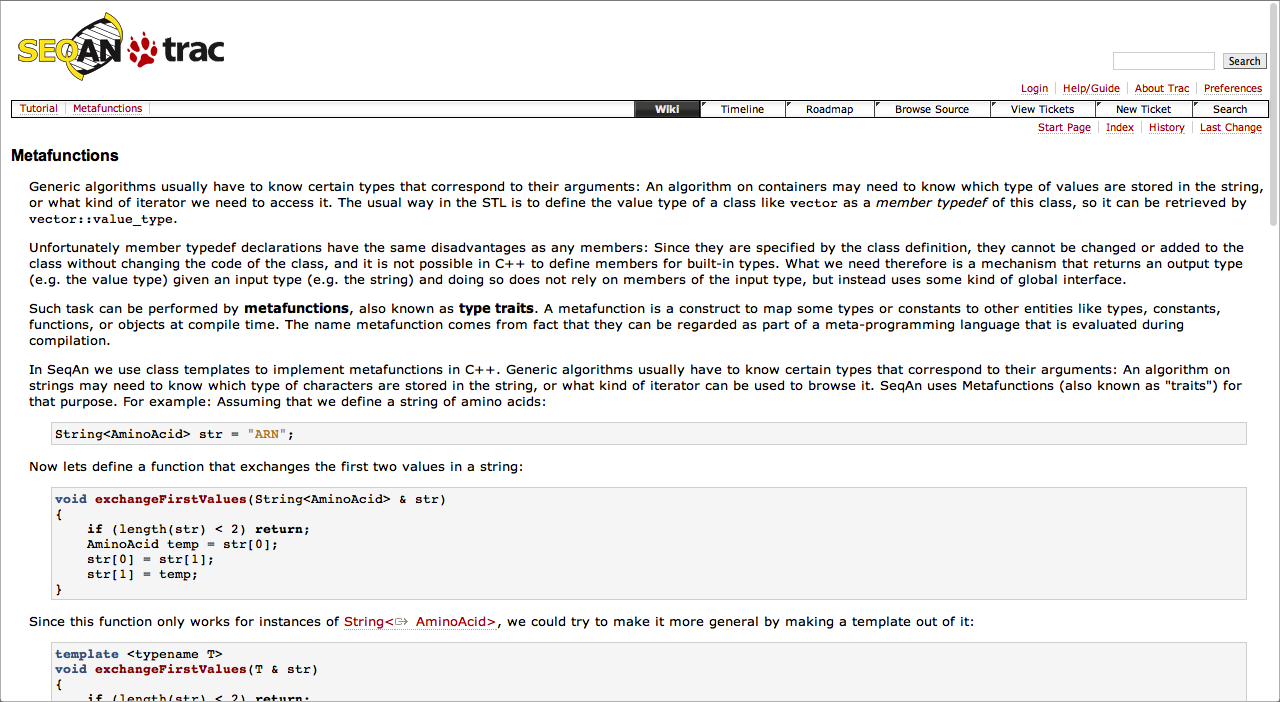 SEQAN trac
Search
Login Help/Guide About Trac Preferences
Tutorial Metafunctions Wiki Timeline Roadmap Browse Source View Tickets New Ticket Search
Start Page Index History Last Change
Metafunctions
Generic algorithms usually have to know certain types that correspond to their arguments: An algorithm on containers may need to know which type of values are stored in the string,
or what kind of iterator we need to access it. The usual way in the STL is to define the value type of a class like vector as a member typedef of this class, so it can be retrieved by
vector::value_type.
Unfortunately member typedef declarations have the same disadvantages as any members: Since they are specified by the class definition, they cannot be changed or added to the
class without changing the code of the class, and it is not possible in C++ to define members for built-in types. What we need therefore is a mechanism that returns an output type
(e.g. the value type) given an input type (e.g. the string) and doing so does not rely on members of the input type, but instead uses some kind of global interface.
Such task can be performed by metafunctions, also known as type traits. A metafunction is a construct to map some types or constants to other entities like types, constants,
functions, or objects at compile time. The name metafunction comes from fact that they can be regarded as part of a meta-programming language that is evaluated during
compilation.
In SeqAn we use class templates to implement metafunctions in C++. Generic algorithms usually have to know certain types that correspond to their arguments: An algorithm on
strings may need to know which type of characters are stored in the string, or what kind of iterator can be used to browse it. SeqAn uses Metafunctions (also known as "traits") for
that purpose. For example: Assuming that we define a string of amino acids:
String<AminoAcid> str = "ARN";
Now lets define a function that exchanges the first two values in a string:
void exchangeFirstValues(String<AminoAcid> & str)
{
    if (length(str) < 2) return;
    AminoAcid temp = str[0];
    str[0] = str[1];
    str[1] = temp;
}
Since this function only works for instances of String< AminoAcid>, we could try to make it more general by making a template out of it:
template <typename T>
void exchangeFirstValues(T & str)
{
    if (length(str) < 2) return;